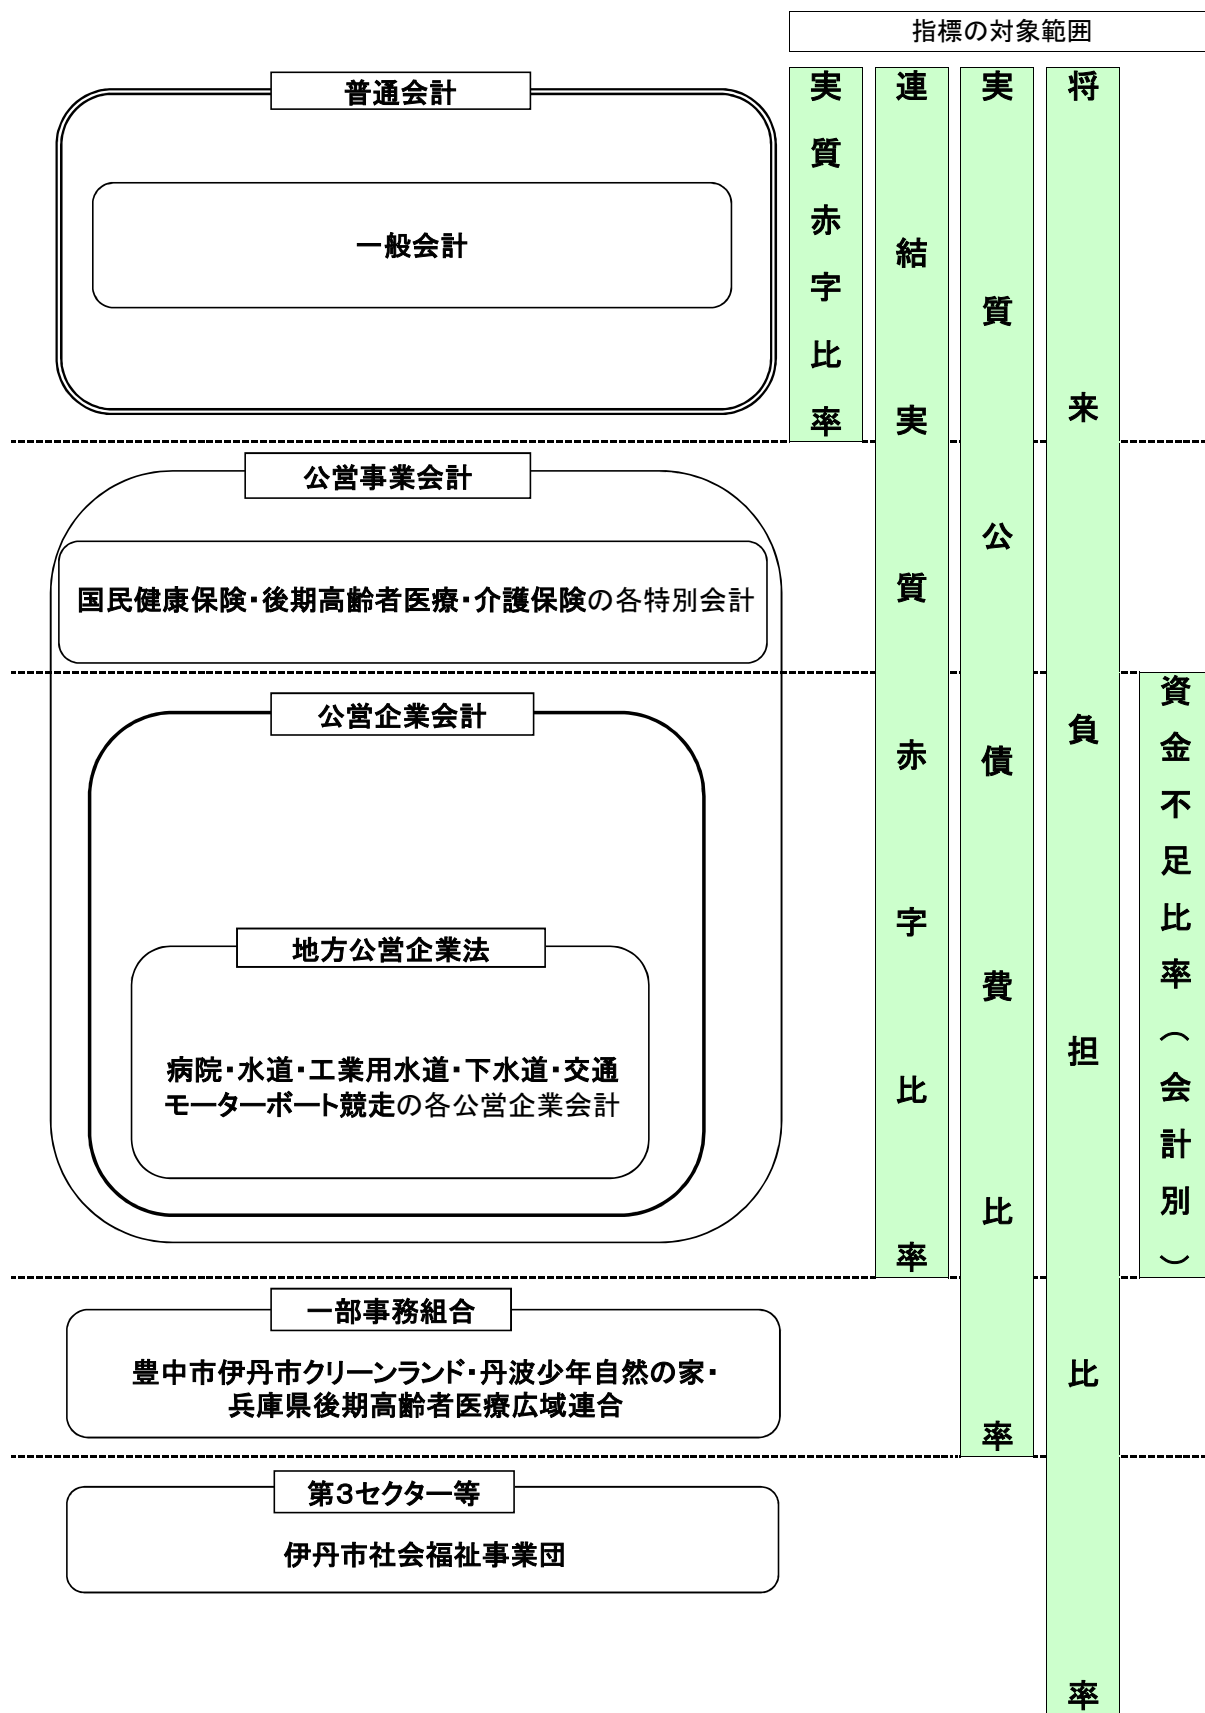 指標の対象範囲
普通会計
一般会計
実質赤字比率
連結実質赤字比率
実質公債費比率
将来負担比率
公営事業会計
国民健康保険・後期高齢者医療・介護保険の各特別会計
公営企業会計
資金不足比率（会計別）
地方公営企業法
病院・水道・工業用水道・下水道・交通
モーターボート競走の各公営企業会計
一部事務組合
豊中市伊丹市クリーンランド・丹波少年自然の家・
兵庫県後期高齢者医療広域連合
第3セクター等
伊丹市社会福祉事業団